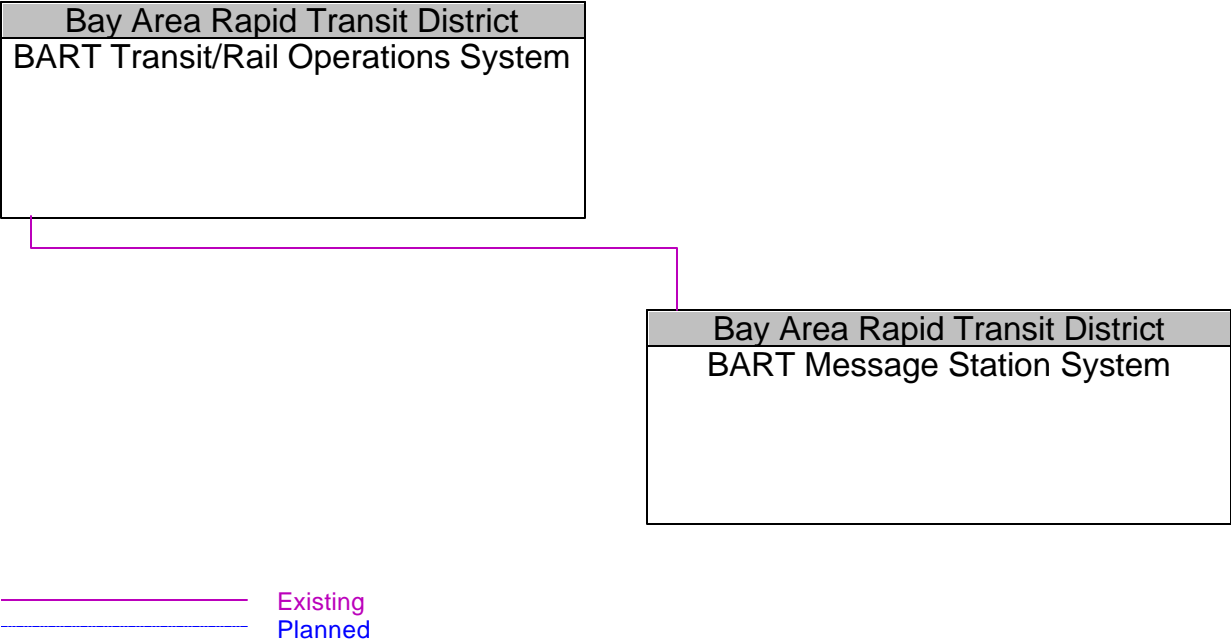 Bay Area Rapid Transit District
BART Transit/Rail Operations System
Bay Area Rapid Transit District
BART Message Station System
Existing
Planned